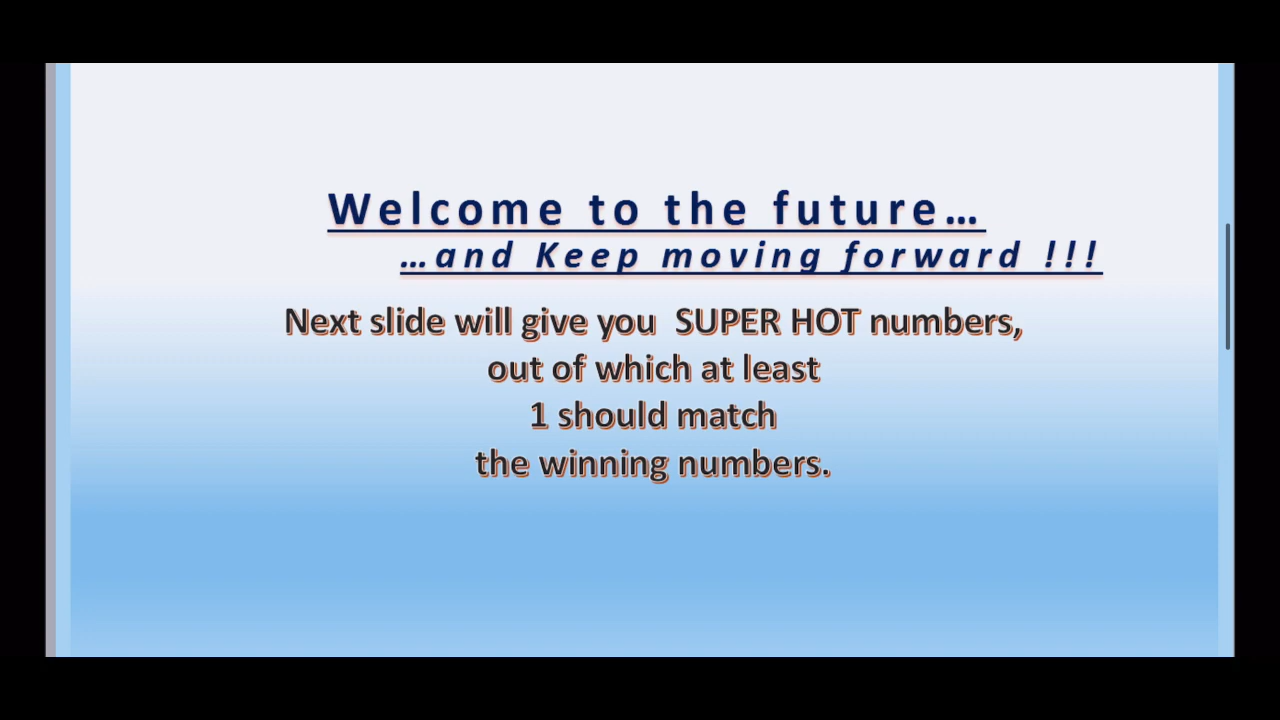 Welcome to the future…
…and Keep moving forward !!!
Next slide will give you  SUPER HOT numbers,
out of which at least
1 should match
the winning numbers.